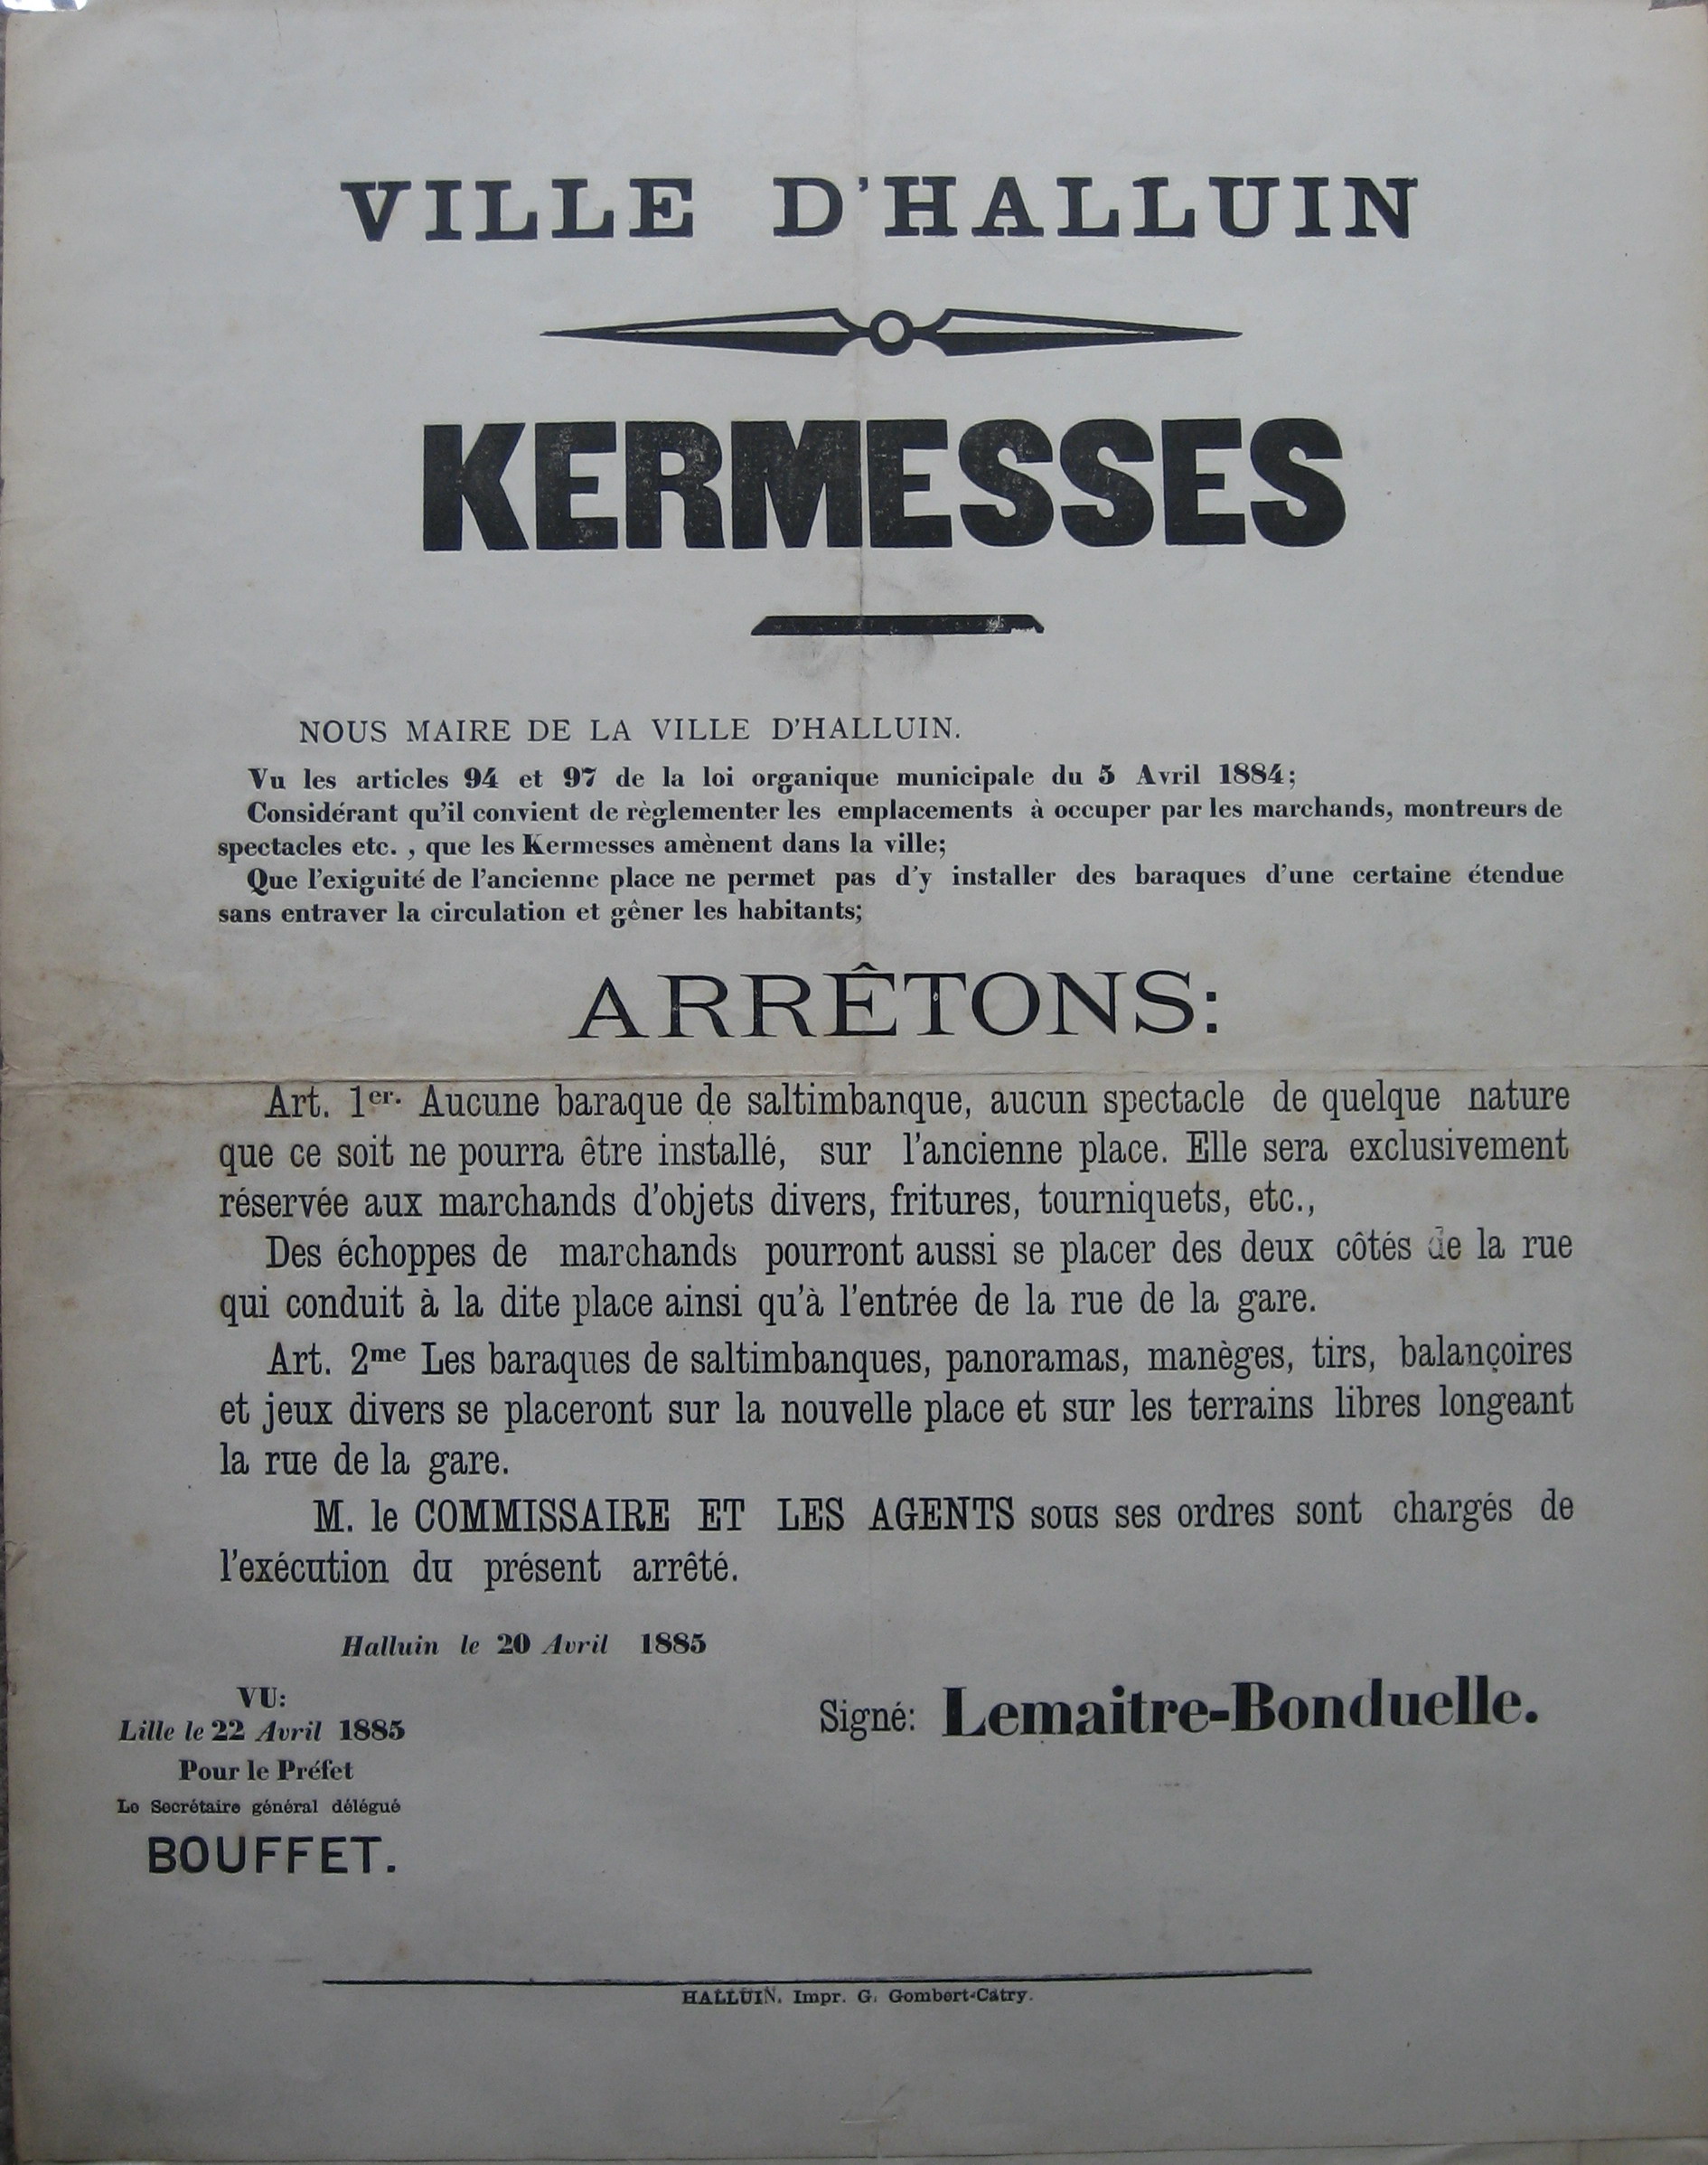 VILLE D'HALLUIN
KERMESSES
NOUS MAIRE DE LA VILLE D'HALLUIN.
Vu les articles 94 et 97 de la loi organique municipale du 5 Avril 1884;
Considérant qu'il convient de règlementer les emplacements à occuper par les marchands, montreurs de
spectacles etc. , que les Kermesses amènent dans la ville;
Que l'exiguité de l'ancienne place ne permet pas d'y installer des baraques d'une certaine étendue
sans entraver la circulation et gêner les habitants;
ARRÊTONS:
Art. 1er. Aucune baraque de saltimbanque, aucun spectacle de quelque nature
que ce soit ne pourra être installé, sur l'ancienne place. Elle sera exclusivement
réservée aux marchands d'objets divers, fritures, tourniquets, etc.,
Des échoppes de marchands pourront aussi se placer des deux côtés de la rue
qui conduit à la dite place ainsi qu'à l'entrée de la rue de la gare.
Art. 2me Les baraques de saltimbanques, panoramas, manèges, tirs, balançoires
et jeux divers se placeront sur la nouvelle place et sur les terrains libres longeant
la rue de la gare.
M. le COMMISSAIRE ET LES AGENTS sous ses ordres sont chargés de
l'exécution du présent arrêté.
Halluin le 20 Avril 1885
VU:
Lille le 22 Avril 1885
Pour le Préfet
Le Secrétaire général délégué
BOUFFET.
Signé: Lemaitre-Bonduelle.
HALLUIN. Impr. G. Gombert-Catry.